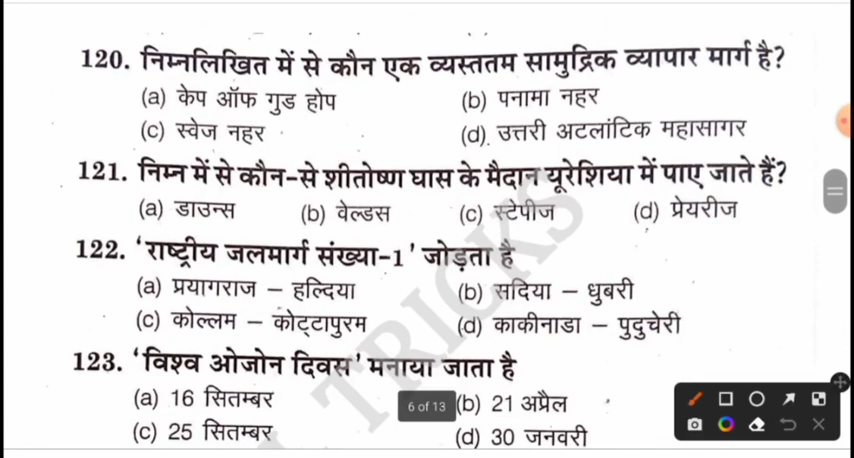 120. निम्नलिखित में से कौन एक व्यस्ततम सामुद्रिक व्यापार मार्ग है?
(a) केप ऑफ गुड होप (b) पनामा नहर
(c) स्वेज नहर (d). उत्तरी अटलांटिक महासागर
121. निम्न में से कौन-से शीतोष्ण घास के मैदान यूरेशिया में पाए जाते हैं?
(a) डाउन्स (b) वेल्डस (c) स्टेपीज (d) प्रेयरीज
122. 'राष्ट्रीय जलमार्ग संख्या-1' जोड़ता है
(a) प्रयागराज – हल्दिया (b) सदिया – धुबरी
(c) कोल्लम – कोट्टापुरम (d) काकीनाडा – पुदुचेरी
123. 'विश्व ओजोन दिवस' मनाया जाता है
(a) 16 सितम्बर (b) 21 अप्रैल
6 of 13
(c) 25 सितम्बर (d) 30 जनवरी
TRICKS